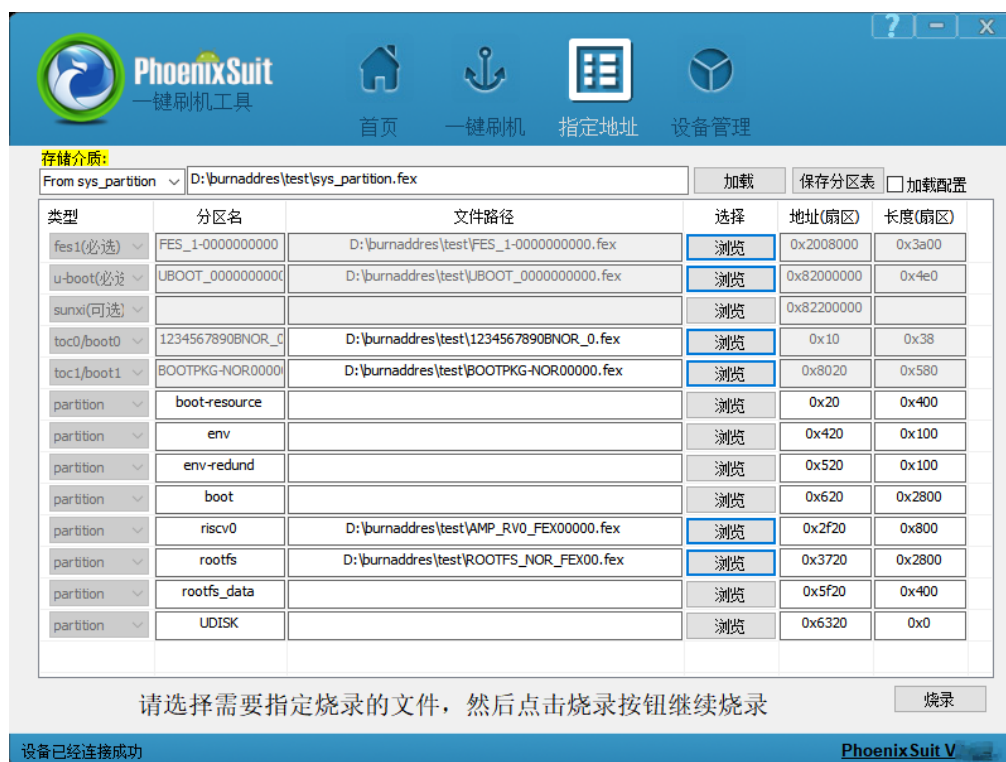 ? - X
PhoenixSuit
一键刷机工具
首页 一键刷机 指定地址 设备管理
存储介质:
From sys_partition D:\burnaddres\test\sys_partition.fex 加载 保存分区表 加载配置
类型 分区名 文件路径 选择 地址(扇区) 长度(扇区)
fes1(必选) FES_1-0000000000 D:\burnaddres\test\FES_1-0000000000.fex 浏览 0x2008000 0x3a00
u-boot(必选 UBOOT_0000000000 D:\burnaddres\test\UBOOT_0000000000.fex 浏览 0x82000000 0x4e0
sunxi(可选) 浏览 0x82200000
toc0/boot0 1234567890BNOR_0 D:\burnaddres\test\1234567890BNOR_0.fex 浏览 0x10 0x38
toc1/boot1 BOOTPKG-NOR0000 D:\burnaddres\test\BOOTPKG-NOR00000.fex 浏览 0x8020 0x580
partition boot-resource 浏览 0x20 0x400
partition env 浏览 0x420 0x100
partition env-redund 浏览 0x520 0x100
partition boot 浏览 0x620 0x2800
partition riscv0 D:\burnaddres\test\AMP_RV0_FEX00000.fex 浏览 0x2f20 0x800
partition rootfs D:\burnaddres\test\ROOTFS_NOR_FEX00.fex 浏览 0x3720 0x2800
partition rootfs_data 浏览 0x5f20 0x400
partition UDISK 浏览 0x6320 0x0
请选择需要指定烧录的文件，然后点击烧录按钮继续烧录 烧录
设备已经连接成功 PhoenixSuit V